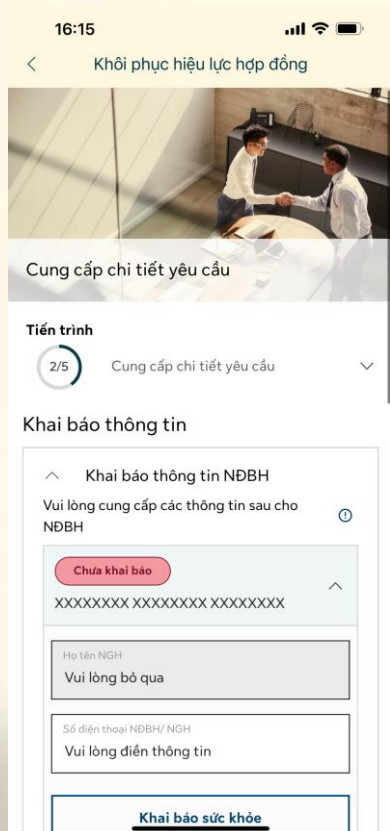 16:15
Khôi phục hiệu lực hợp đồng
Cung cấp chi tiết yêu cầu
Tiến trình
2/5
Cung cấp chi tiết yêu cầu
Khai báo thông tin
Khai báo thông tin NĐBH
Vui lòng cung cấp các thông tin sau cho
NĐBH
Chưa khai báo
XXXXXXXX XXXXXXXX XXXXXXXX
Họ tên NGH
Vui lòng bỏ qua
Số điện thoại NĐBH/ NGH
Vui lòng điền thông tin
Khai báo sức khỏe